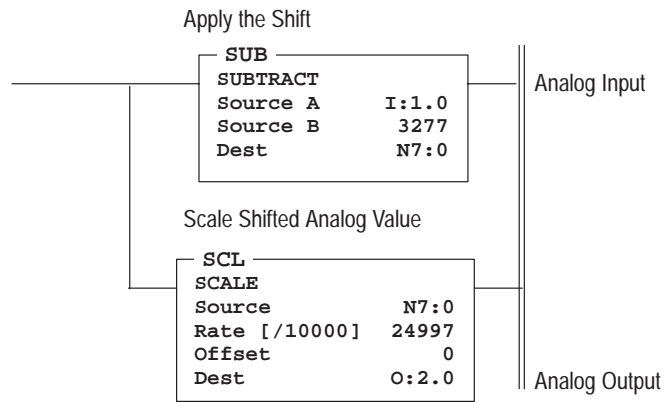 Apply the Shift
SUB
SUBTRACT
Source A I:1.0
Source B 3277
Dest N7:0
Analog Input
Scale Shifted Analog Value
SCL
SCALE
Source N7:0
Rate [/10000] 24997
Offset 0
Dest O:2.0
Analog Output